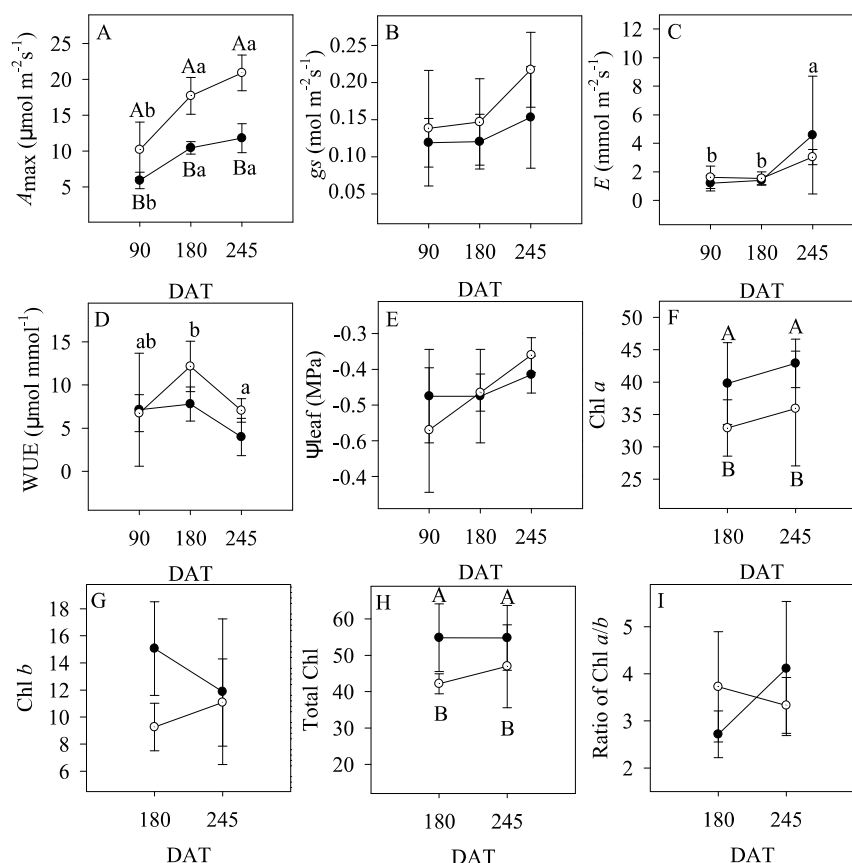 A
Amax (µmol m⁻²s⁻¹)
25
20
15
10
5
Ab
Aa
Aa
Bb
Ba
Ba
90 180 245
DAT
B
gs (mol m⁻²s⁻¹)
0.25
0.20
0.15
0.10
0.05
90 180 245
DAT
C
E (mmol m⁻²s⁻¹)
10
8
6
4
2
0
b
b
a
90 180 245
DAT
D
WUE (µmol mmol⁻¹)
15
10
5
0
ab
b
a
90 180 245
DAT
E
Ψleaf (MPa)
-0.3
-0.4
-0.5
-0.6
-0.4
90 180 245
DAT
F
Chl a
50
45
40
35
30
25
A A
B B
180 245
DAT
G
Chl b
18
16
14
12
10
8
6
180 245
DAT
H
Total Chl
60
50
40
30
20
A A
B B
180 245
DAT
I
Ratio of Chl a/b
5
4
3
2
180 245
DAT